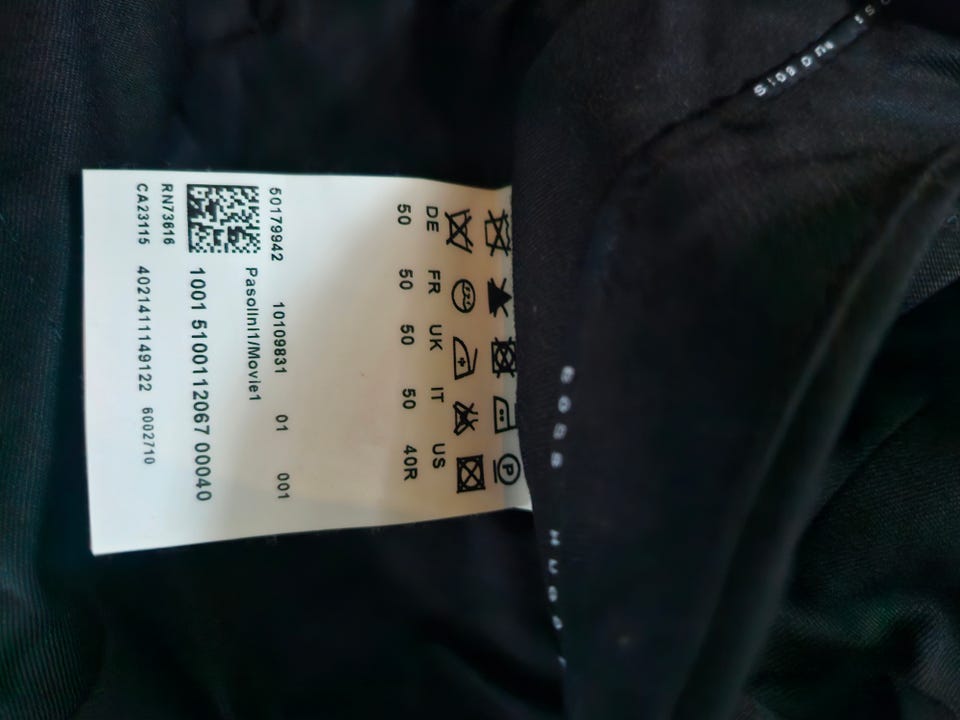 DE FR UK IT US
50 50 50 50 40R
50179942 10109831 01 001
Pasolini1/Movie1
1001 5100112067 00040
RN73616
CA23115 4021411149122 6002710
BOSS HUGO